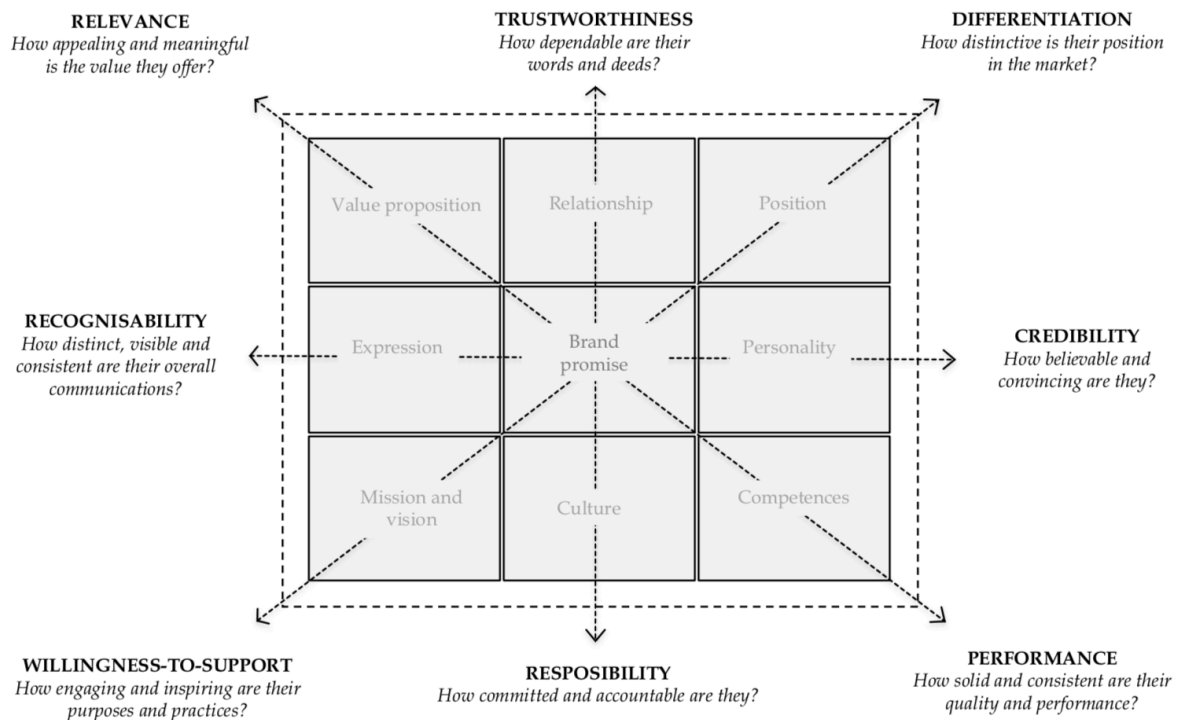 RELEVANCE
How appealing and meaningful
is the value they offer?
TRUSTWORTHINESS
How dependable are their
words and deeds?
DIFFERENTIATION
How distinctive is their position
in the market?
Value proposition
Relationship
Position
RECOGNISABILITY
How distinct, visible and
consistent are their overall
communications?
Expression
Brand
promise
Personality
CREDIBILITY
How believable and
convincing are they?
Mission and
vision
Culture
Competences
WILLINGNESS-TO-SUPPORT
How engaging and inspiring are their
purposes and practices?
RESPOSIBILITY
How committed and accountable are they?
PERFORMANCE
How solid and consistent are their
quality and performance?